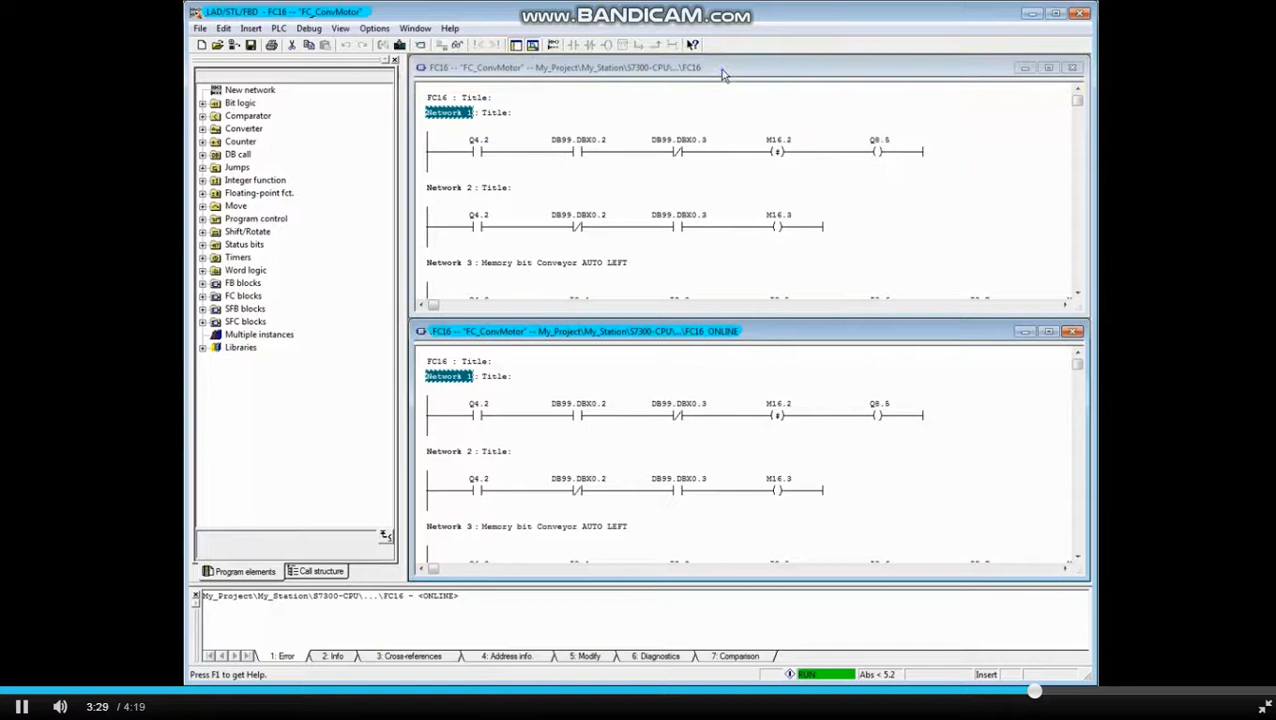 LAD/STL/FBD - FC16 -- "FC_ConvMotor"
www.BANDICAM.com
File Edit Insert PLC Debug View Options Window Help
New network
Bit logic
Comparator
Converter
Counter
DB call
Jumps
Integer function
Floating-point fct.
Move
Program control
Shift/Rotate
Status bits
Timers
Word logic
FB blocks
FC blocks
SFB blocks
SFC blocks
Multiple instances
Libraries
Program elements Call structure
FC16 -- "FC_ConvMotor" -- My_Project\My_Station\S7300-CPU\...\FC16
FC16 : Title:
Network 1: Title:
Q4.2 DB99.DBX0.2 DB99.DBX0.3 M16.2 Q8.5
Network 2 : Title:
Q4.2 DB99.DBX0.2 DB99.DBX0.3 M16.3
Network 3 : Memory bit Conveyor AUTO LEFT
FC16 -- "FC_ConvMotor" -- My_Project\My_Station\S7300-CPU\...\FC16 ONLINE
FC16 : Title:
Network 1: Title:
Q4.2 DB99.DBX0.2 DB99.DBX0.3 M16.2 Q8.5
Network 2 : Title:
Q4.2 DB99.DBX0.2 DB99.DBX0.3 M16.3
Network 3 : Memory bit Conveyor AUTO LEFT
My_Project\My_Station\S7300-CPU\...\FC16 - <ONLINE>
1: Error 2: Info 3: Cross-references 4: Address info. 5: Modify 6: Diagnostics 7: Comparison
Press F1 to get Help. RUN Abs < 5.2 Insert
3:29 / 4:19